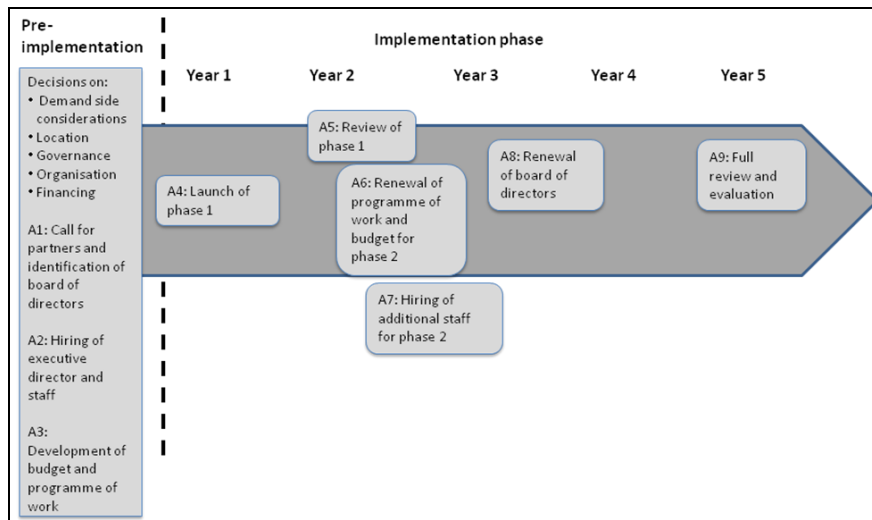 Pre-
implementation
Implementation phase
Year 1
Year 2
Year 3
Year 4
Year 5
Decisions on:
• Demand side
considerations
•Location
•Governance
•Organisation
•Financing
A1: Call for
partners and
identification of
board of
directors
A2: Hiring of
executive
director and
staff
A3:
Development of
budget and
programme of
work
A4: Launch of
phase 1
A5: Review of
phase 1
A6: Renewal of
programme of
work and
budget for
phase 2
A7: Hiring of
additional staff
for phase 2
A8: Renewal
of board of
directors
A9: Full
review and
evaluation